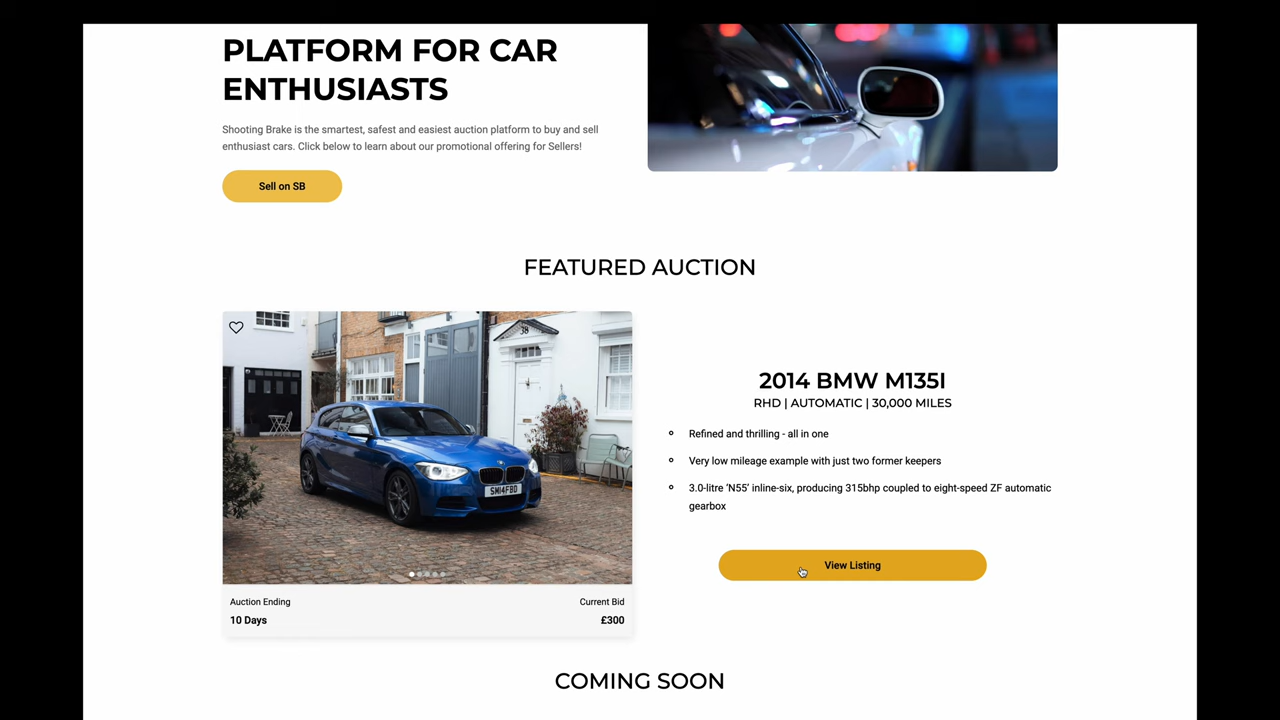 PLATFORM FOR CAR
ENTHUSIASTS
Shooting Brake is the smartest, safest and easiest auction platform to buy and sell
enthusiast cars. Click below to learn about our promotional offering for Sellers!
Sell on SB
FEATURED AUCTION
38
SM14FBD
2014 BMW M135I
RHD | AUTOMATIC | 30,000 MILES
Refined and thrilling - all in one
Very low mileage example with just two former keepers
3.0-litre ‘N55’ inline-six, producing 315bhp coupled to eight-speed ZF automatic
gearbox
View Listing
Auction Ending
Current Bid
10 Days
£300
COMING SOON